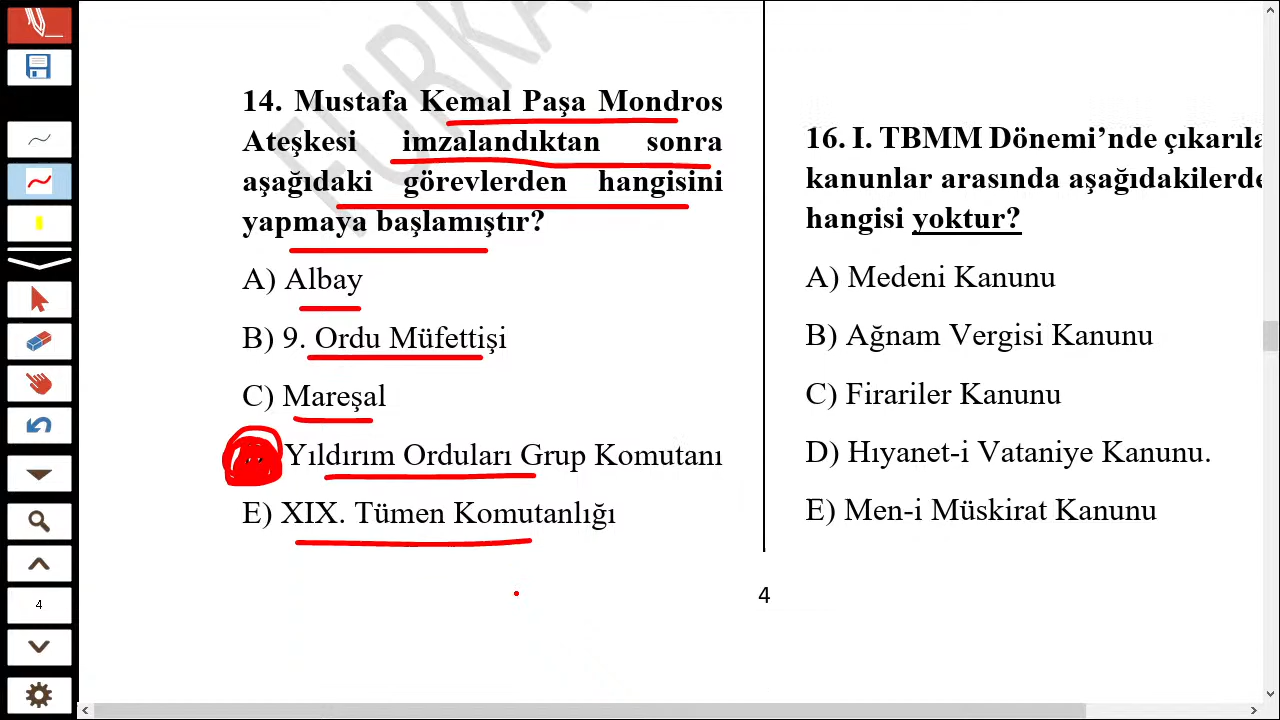 FURKA
14. Mustafa Kemal Paşa Mondros
Ateşkesi imzalandıktan sonra
aşağıdaki görevlerden hangisini
yapmaya başlamıştır?
A) Albay
B) 9. Ordu Müfettişi
C) Mareşal
Yıldırım Orduları Grup Komutanı
E) XIX. Tümen Komutanlığı
16. I. TBMM Dönemi’nde çıkarıla
kanunlar arasında aşağıdakilerde
hangisi yoktur?
A) Medeni Kanunu
B) Ağnam Vergisi Kanunu
C) Firariler Kanunu
D) Hıyanet-i Vataniye Kanunu.
E) Men-i Müskirat Kanunu
4
4